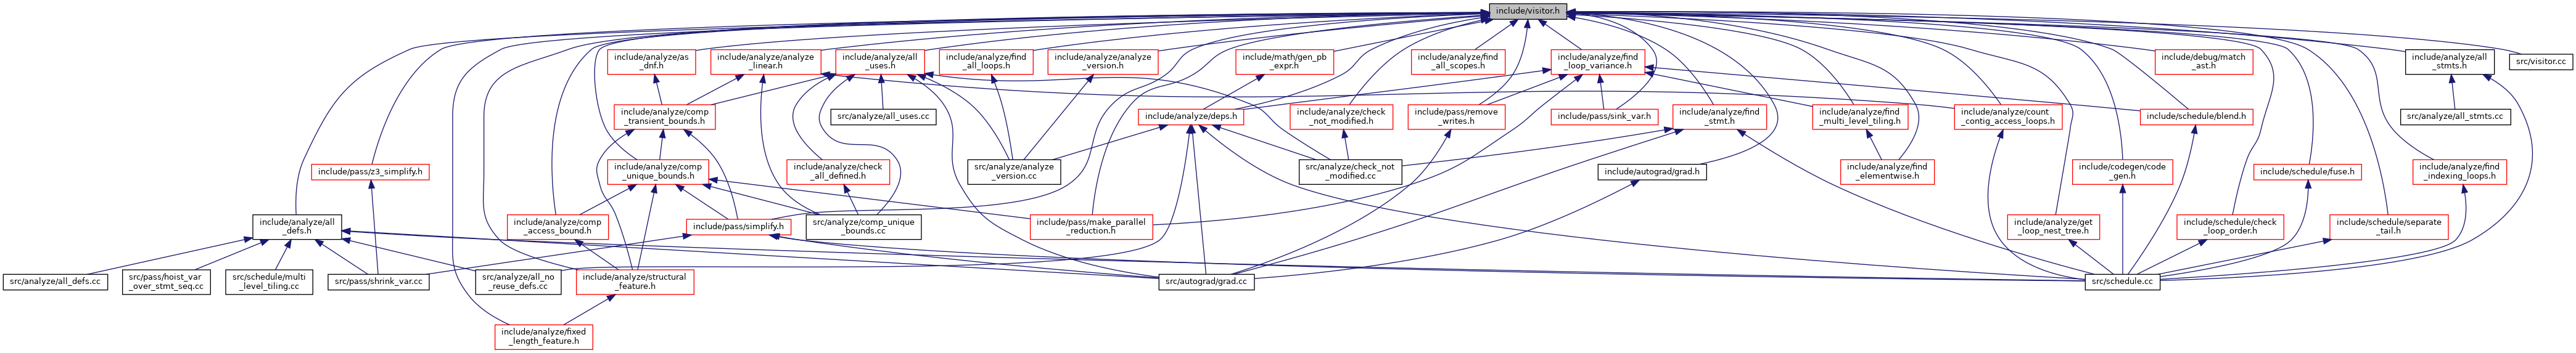 include/visitor.h
include/analyze/as
_dnf.h
include/analyze/analyze
_linear.h
include/analyze/all
_uses.h
include/analyze/find
_all_loops.h
include/analyze/analyze
_version.h
include/math/gen_pb
_expr.h
include/analyze/find
_all_scopes.h
include/analyze/find
_loop_variance.h
include/debug/match
_ast.h
include/analyze/all
_stmts.h
src/visitor.cc
include/analyze/comp
_transient_bounds.h
src/analyze/all_uses.cc
include/analyze/deps.h
include/analyze/check
_not_modified.h
include/pass/remove
_writes.h
include/pass/sink_var.h
include/analyze/find
_stmt.h
include/analyze/find
_multi_level_tiling.h
include/analyze/count
_contig_access_loops.h
include/schedule/blend.h
src/analyze/all_stmts.cc
include/pass/z3_simplify.h
include/analyze/comp
_unique_bounds.h
include/analyze/check
_all_defined.h
src/analyze/analyze
_version.cc
src/analyze/check_not
_modified.cc
include/autograd/grad.h
include/analyze/find
_elementwise.h
include/codegen/code
_gen.h
include/schedule/fuse.h
include/analyze/find
_indexing_loops.h
include/analyze/all
_defs.h
include/analyze/comp
_access_bound.h
include/pass/simplify.h
src/analyze/comp_unique
_bounds.cc
include/pass/make_parallel
_reduction.h
include/analyze/get
_loop_nest_tree.h
include/schedule/check
_loop_order.h
include/schedule/separate
_tail.h
src/analyze/all_defs.cc
src/pass/hoist_var
_over_stmt_seq.cc
src/schedule/multi
_level_tiling.cc
src/pass/shrink_var.cc
src/analyze/all_no
_reuse_defs.cc
include/analyze/structural
_feature.h
src/autograd/grad.cc
src/schedule.cc
include/analyze/fixed
_length_feature.h